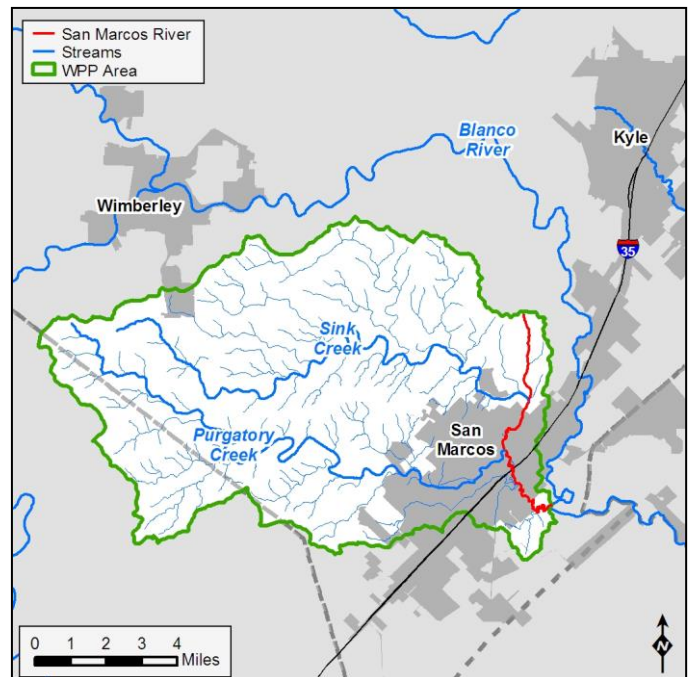 San Marcos River
Streams
WPP Area
Blanco
River
Kyle
Wimberley
35
Sink
Creek
Purgatory
Creek
San
Marcos
0 1 2 3 4
Miles
N